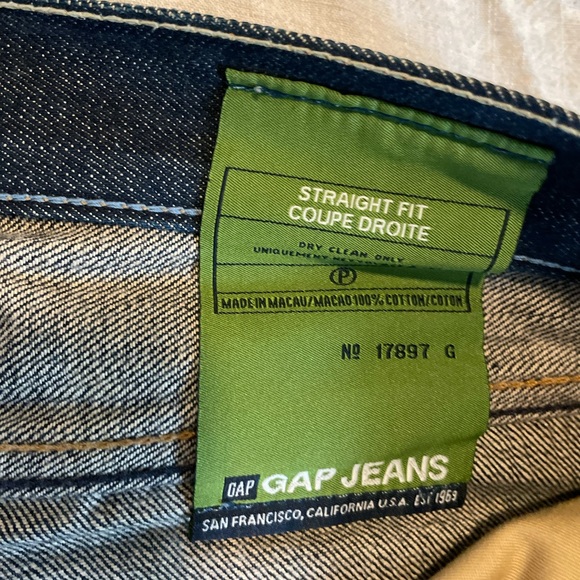 STRAIGHT FIT
COUPE DROITE
DRY CLEAN ONLY
UNIQUEMENT
P
MADE IN MACAU/MACAO 100% COTTON/COTON
Nº 17897 G
GAP GAP JEANS
SAN FRANCISCO, CALIFORNIA U.S.A. EST 1969